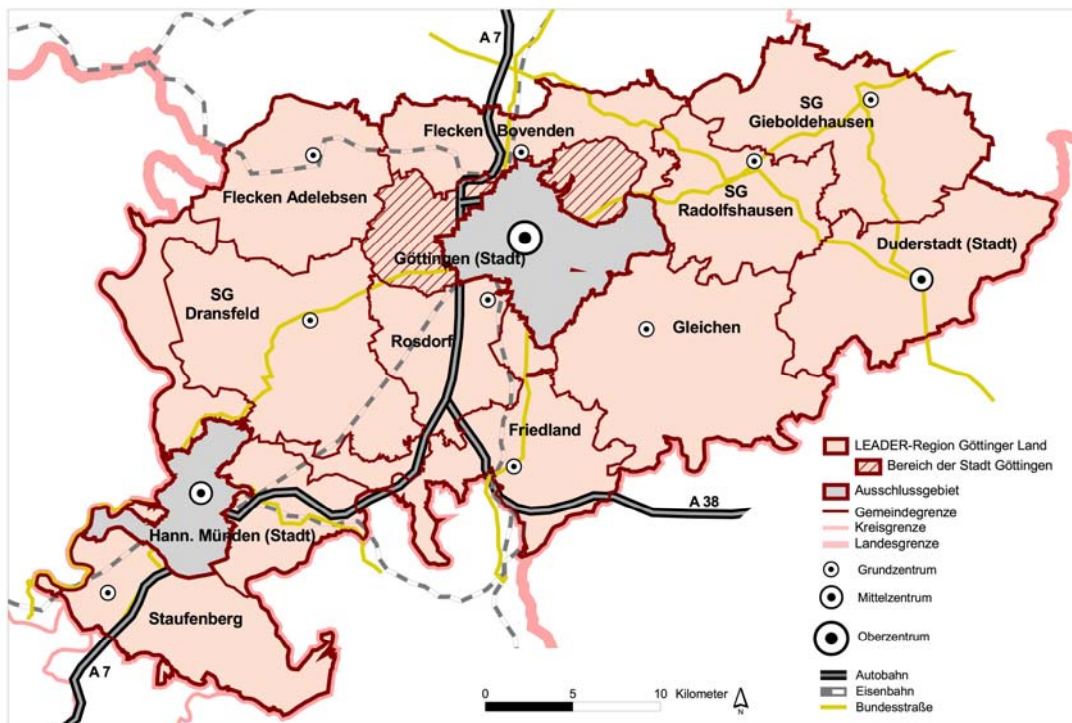 A 7
SG
Gieboldehausen
Flecken Bovenden
Flecken Adelebsen
SG
Radolfshausen
Duderstadt (Stadt)
Göttingen (Stadt)
SG
Dransfeld
Rosdorf
Gleichen
Friedland
A 38
Hann. Münden (Stadt)
Staufenberg
A 7
LEADER-Region Göttinger Land
Bereich der Stadt Göttingen
Ausschlussgebiet
Gemeindegrenze
Kreisgrenze
Landesgrenze
Grundzentrum
Mittelzentrum
Oberzentrum
Autobahn
Eisenbahn
Bundesstraße
0 5 10 Kilometer
N